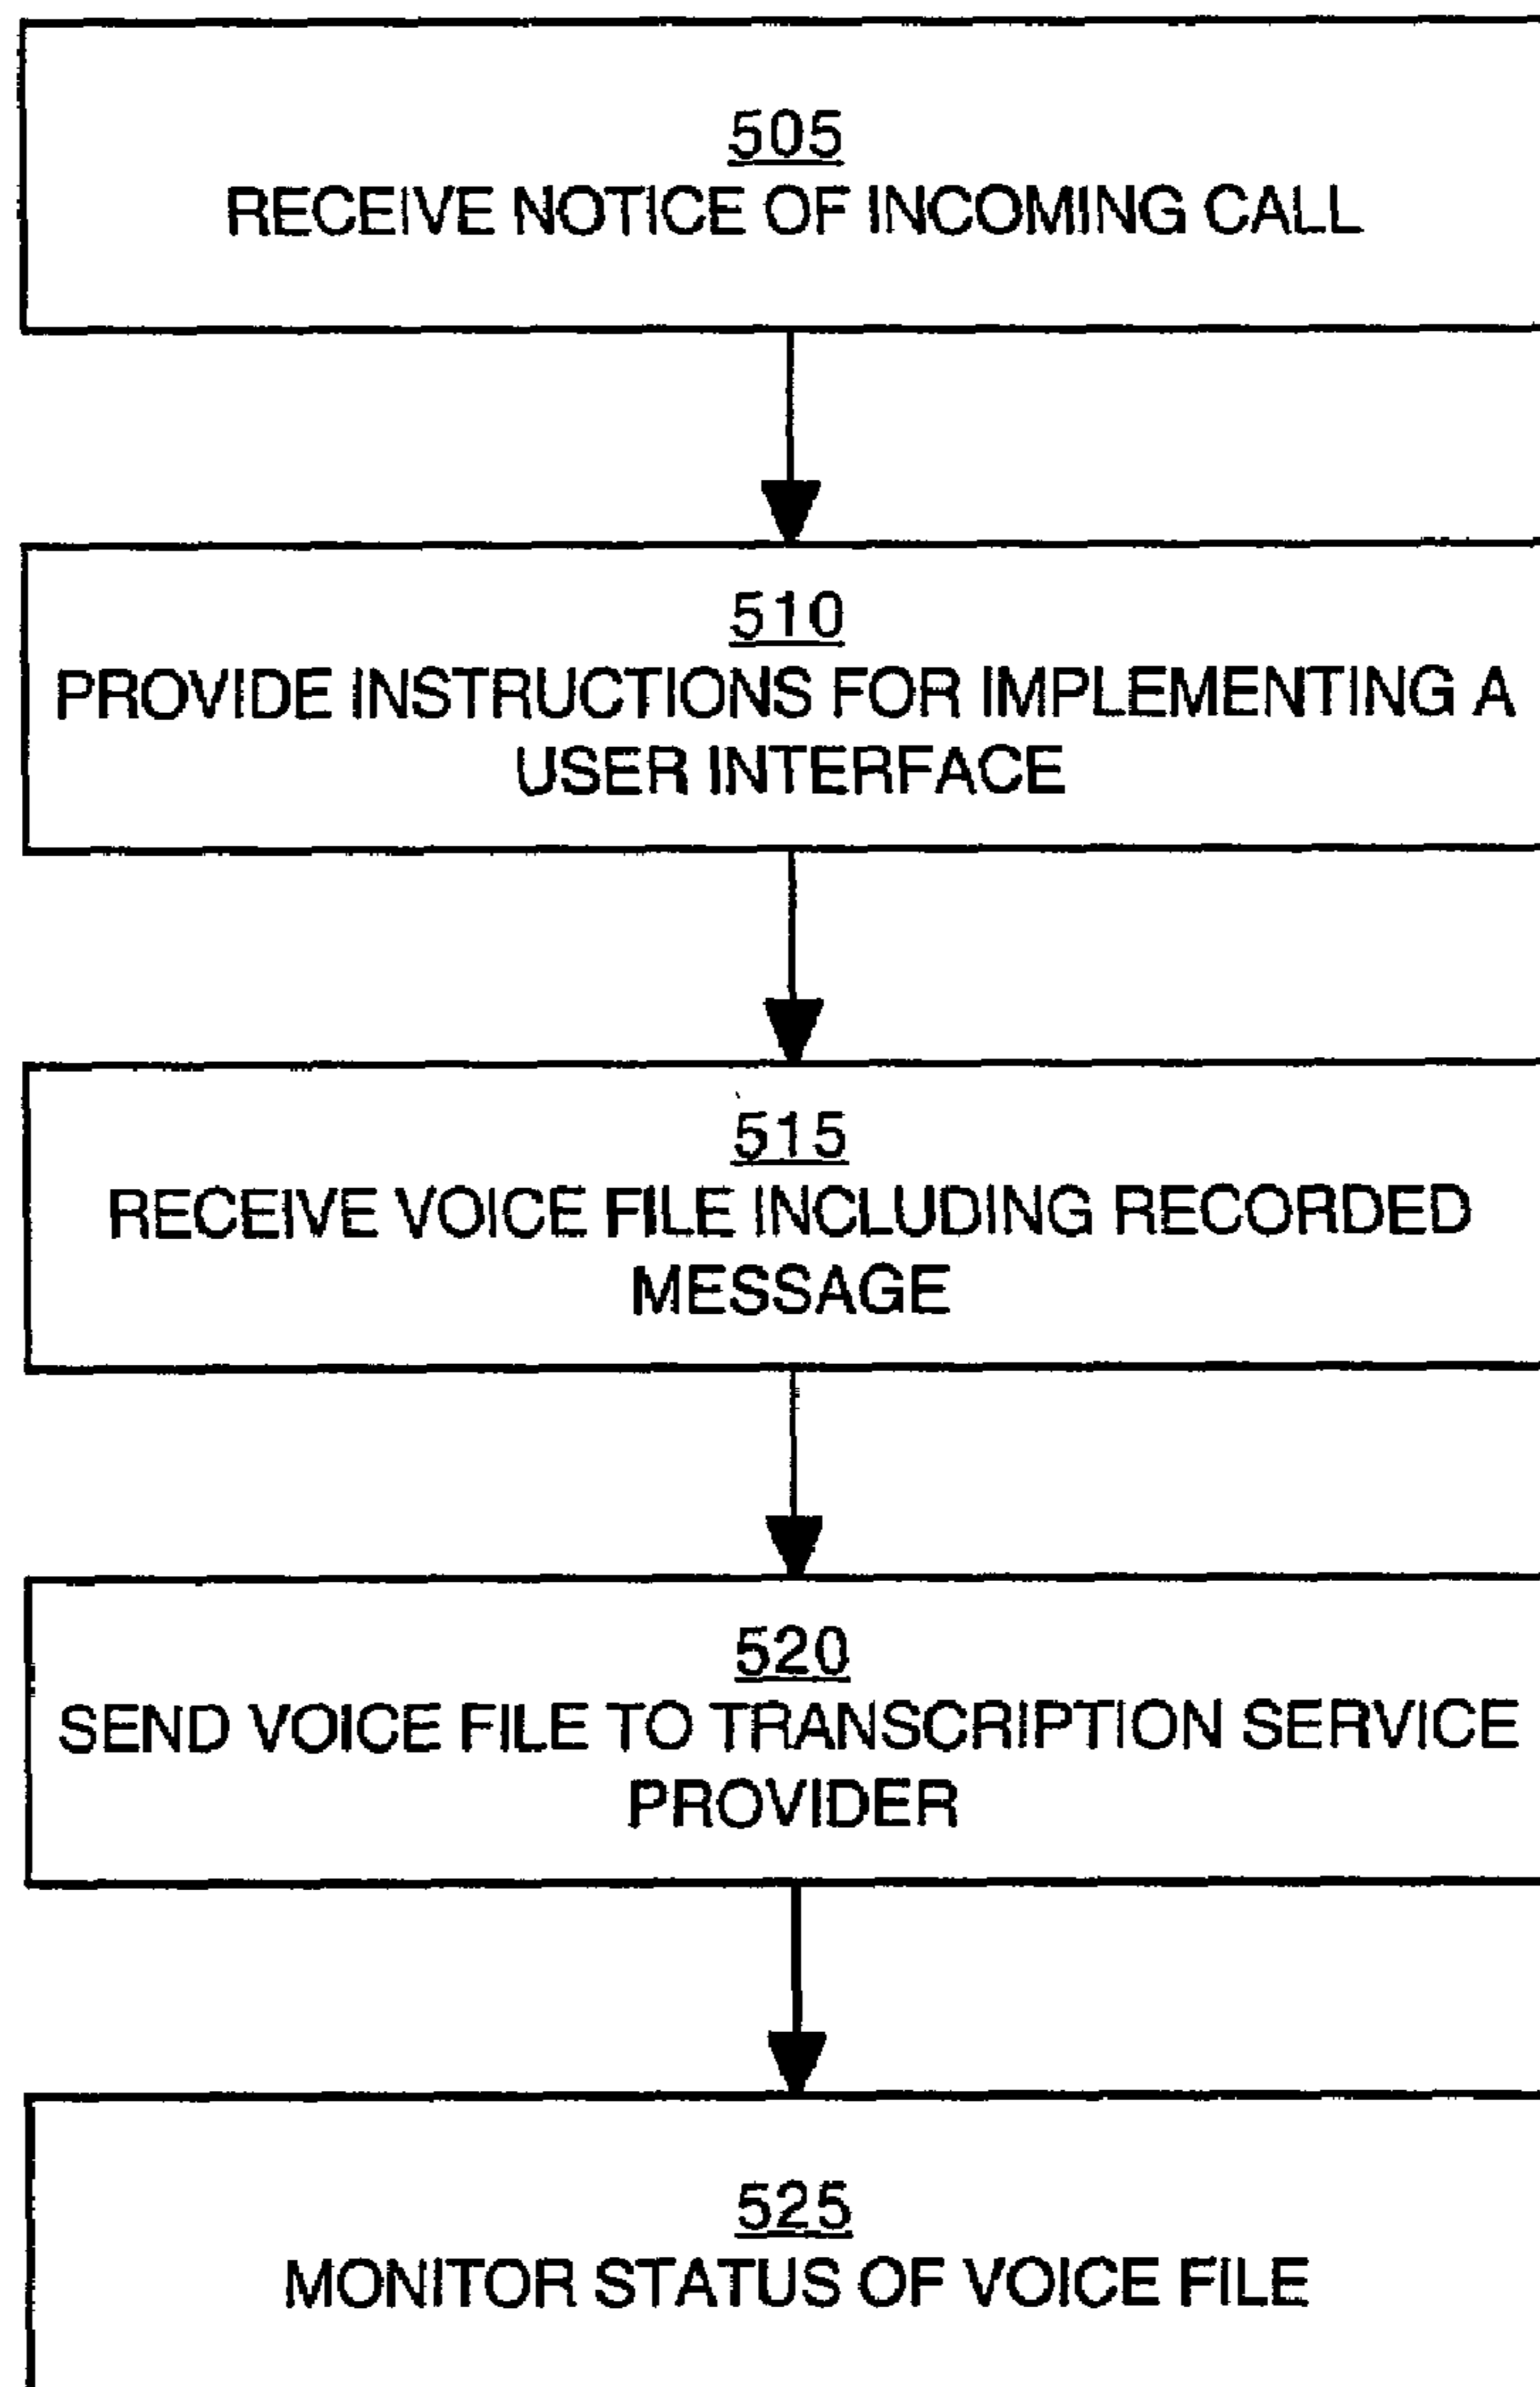 505
RECEIVE NOTICE OF INCOMING CALL
510
PROVIDE INSTRUCTIONS FOR IMPLEMENTING A
USER INTERFACE
515
RECEIVE VOICE FILE INCLUDING RECORDED
MESSAGE
520
SEND VOICE FILE TO TRANSCRIPTION SERVICE
PROVIDER
525
MONITOR STATUS OF VOICE FILE